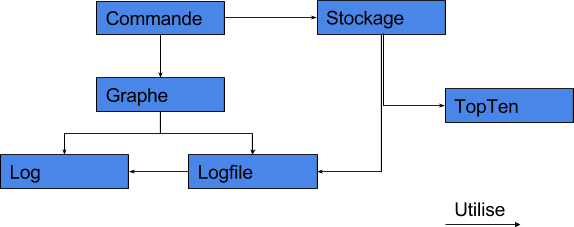 Commande
Stockage
Graphe
TopTen
Log
Logfile
Utilise